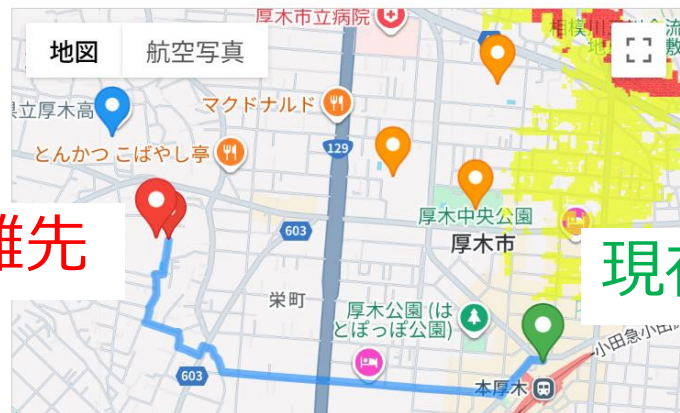 厚木市立病院
地図
航空写真
マクドナルド
県立厚木高
とんかつ こばやし亭
129
厚木中央公園
603
厚木市
難先
現在
栄町
厚木公園 (は
とぽっぽ公園)
小田急小田原
603
本厚木